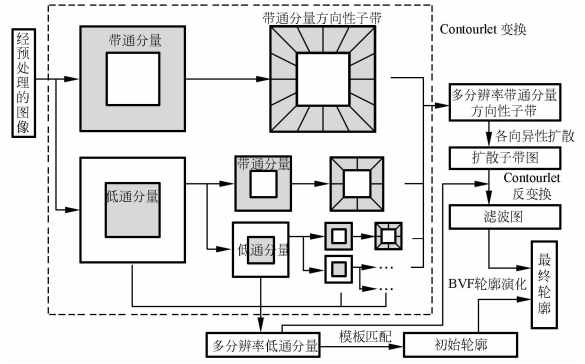 经预处理的图像
带通分量
带通分量方向性子带
Contourlet 变换
低通分量
带通分量
低通分量
...
...
多分辨率带通分量
方向性子带
各向异性扩散
扩散子带图
Contourlet
反变换
滤波图
BVF轮廓演化
最终轮廓
多分辨率低通分量
模板匹配
初始轮廓